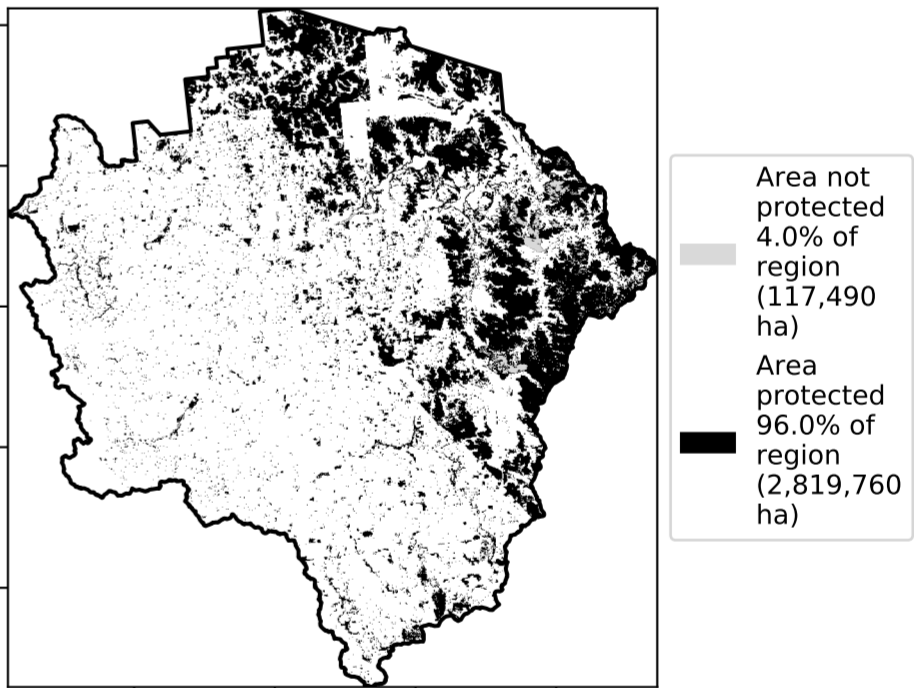 Area not
protected
4.0% of
region
(117,490
ha)
Area
protected
96.0% of
region
(2,819,760
ha)